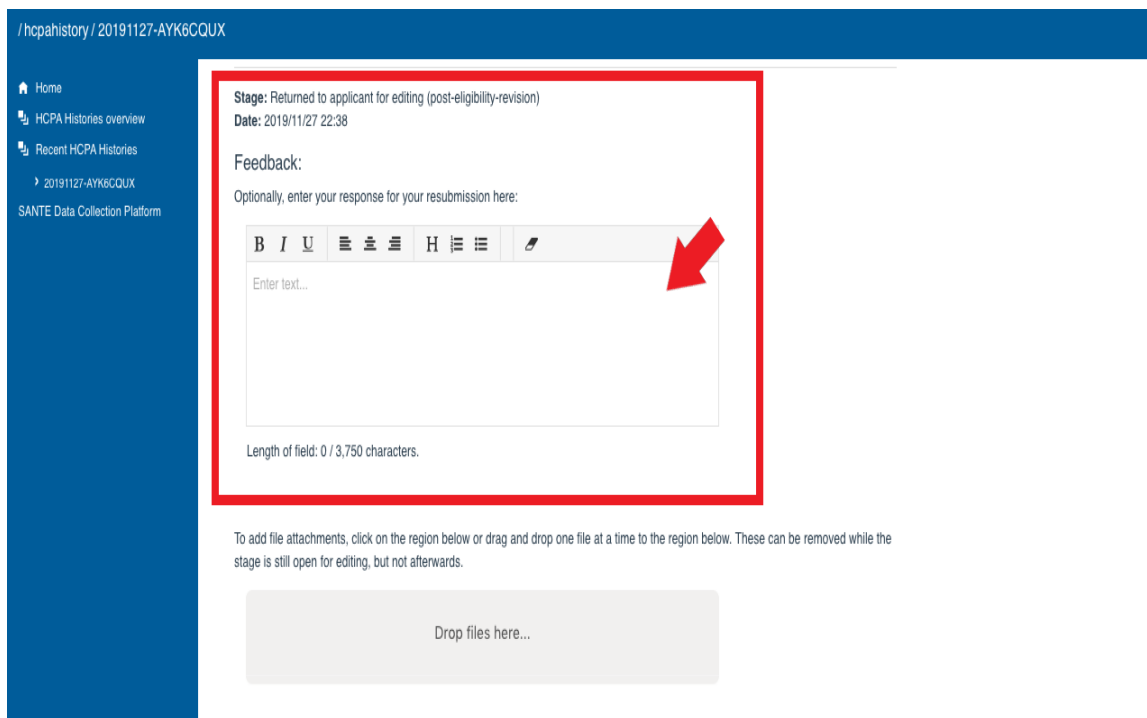 / hcpahistory / 20191127-AYK6CQUX
Home
HCPA Histories overview
Recent HCPA Histories
20191127-AYK6CQUX
SANTE Data Collection Platform
Stage: Returned to applicant for editing (post-eligibility-revision)
Date: 2019/11/27 22:38
Feedback:
Optionally, enter your response for your resubmission here:
B I U H
Enter text...
Length of field: 0 / 3,750 characters.
To add file attachments, click on the region below or drag and drop one file at a time to the region below. These can be removed while the
stage is still open for editing, but not afterwards.
Drop files here...